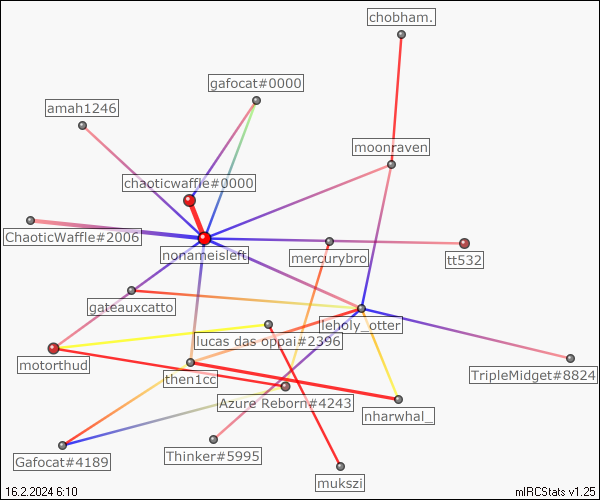 chobham.
gafocat#0000
amah1246
moonraven
chaoticwaffle#0000
ChaoticWaffle#2006
nonameisleft
mercurybro
tt532
gateauxcatto
leholy_otter
lucas das oppai#2396
motorthud
then1cc
TripleMidget#8824
Azure Reborn#4243
nharwhal_
Thinker#5995
Gafocat#4189
mukszi
16.2.2024 6:10
mIRCStats v1.25